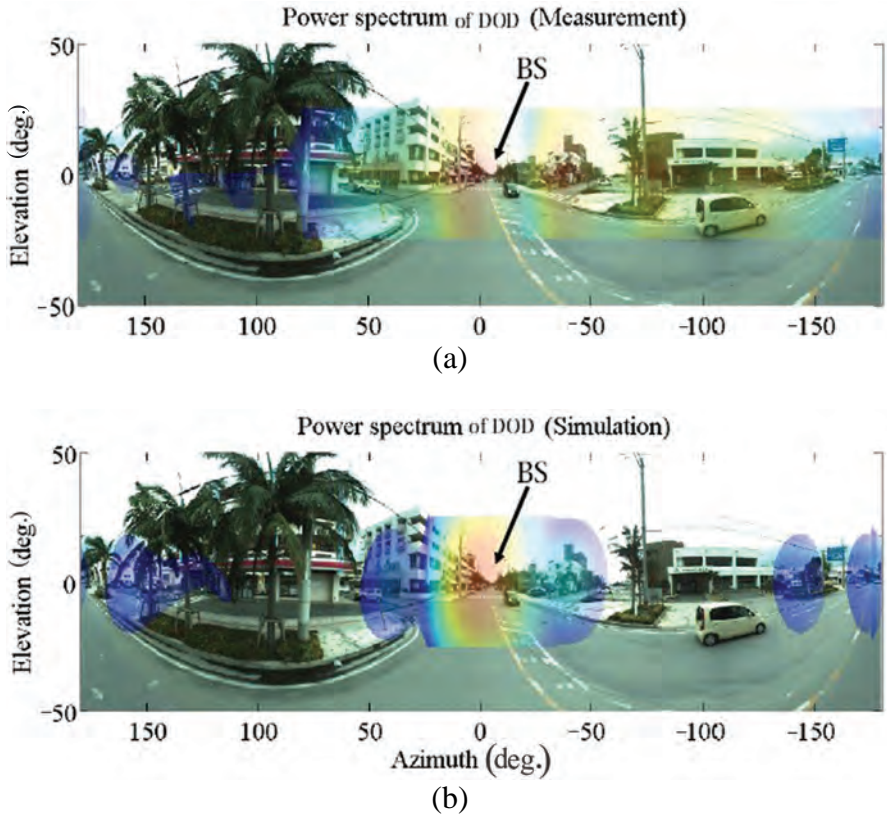 Power spectrum of DOD (Measurement)
50
BS
Elevation (deg.)
0
-50
150 100 50 0 -50 -100 -150
(a)
Power spectrum of DOD (Simulation)
50
BS
Elevation (deg.)
0
-50
150 100 50 0 -50 -100 -150
Azimuth (deg.)
(b)